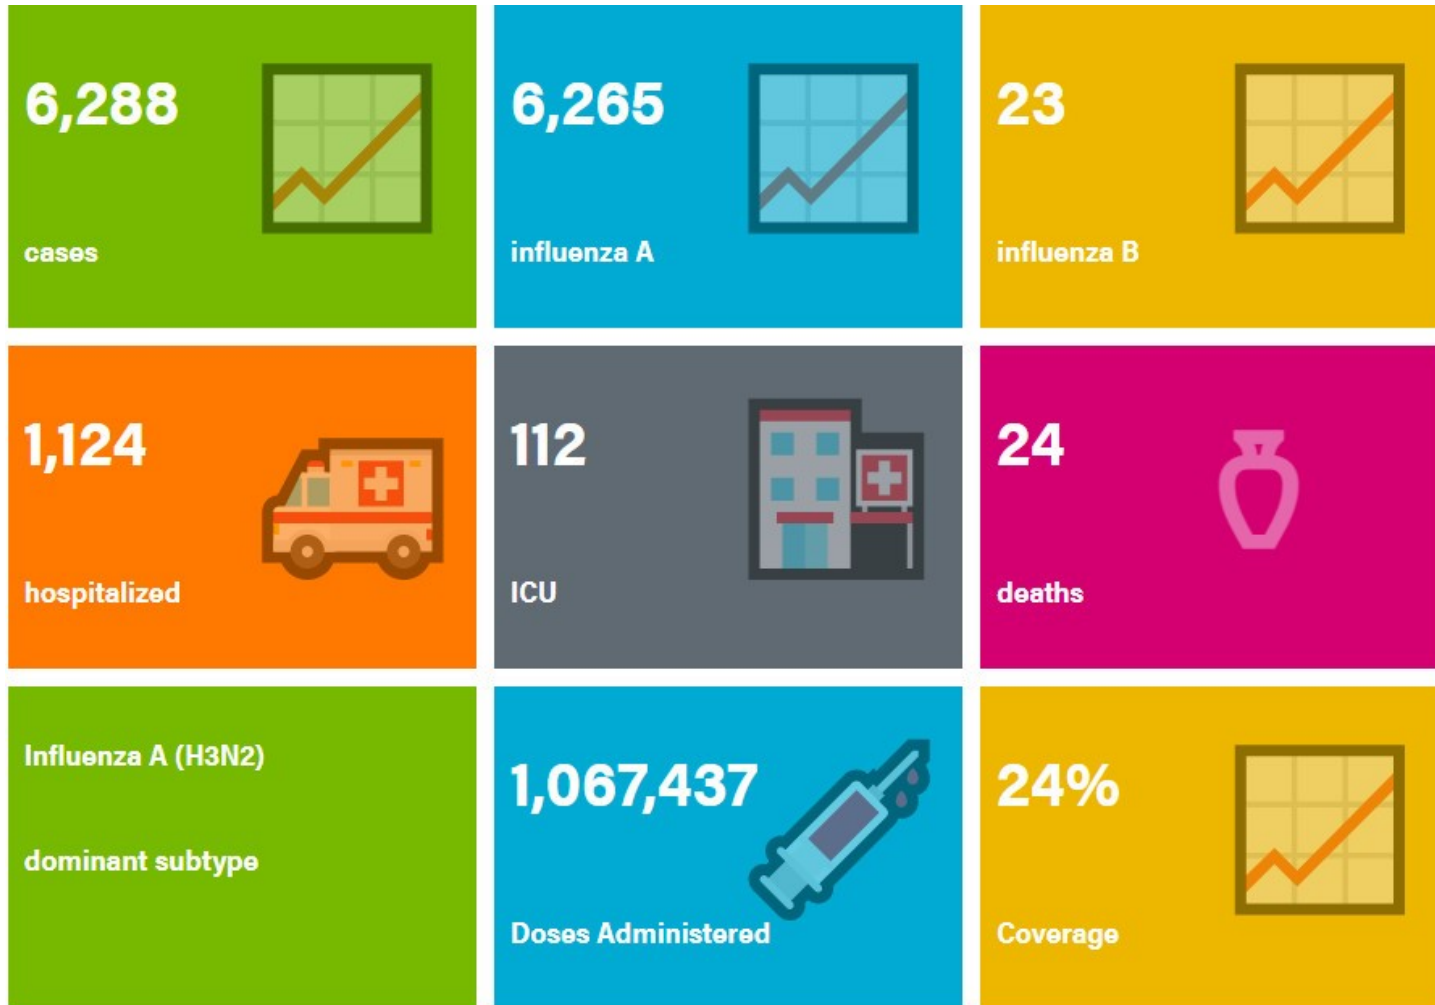 6,288
cases
6,265
influenza A
23
influenza B
1,124
hospitalized
112
ICU
24
deaths
Influenza A (H3N2)
dominant subtype
1,067,437
Doses Administered
24%
Coverage